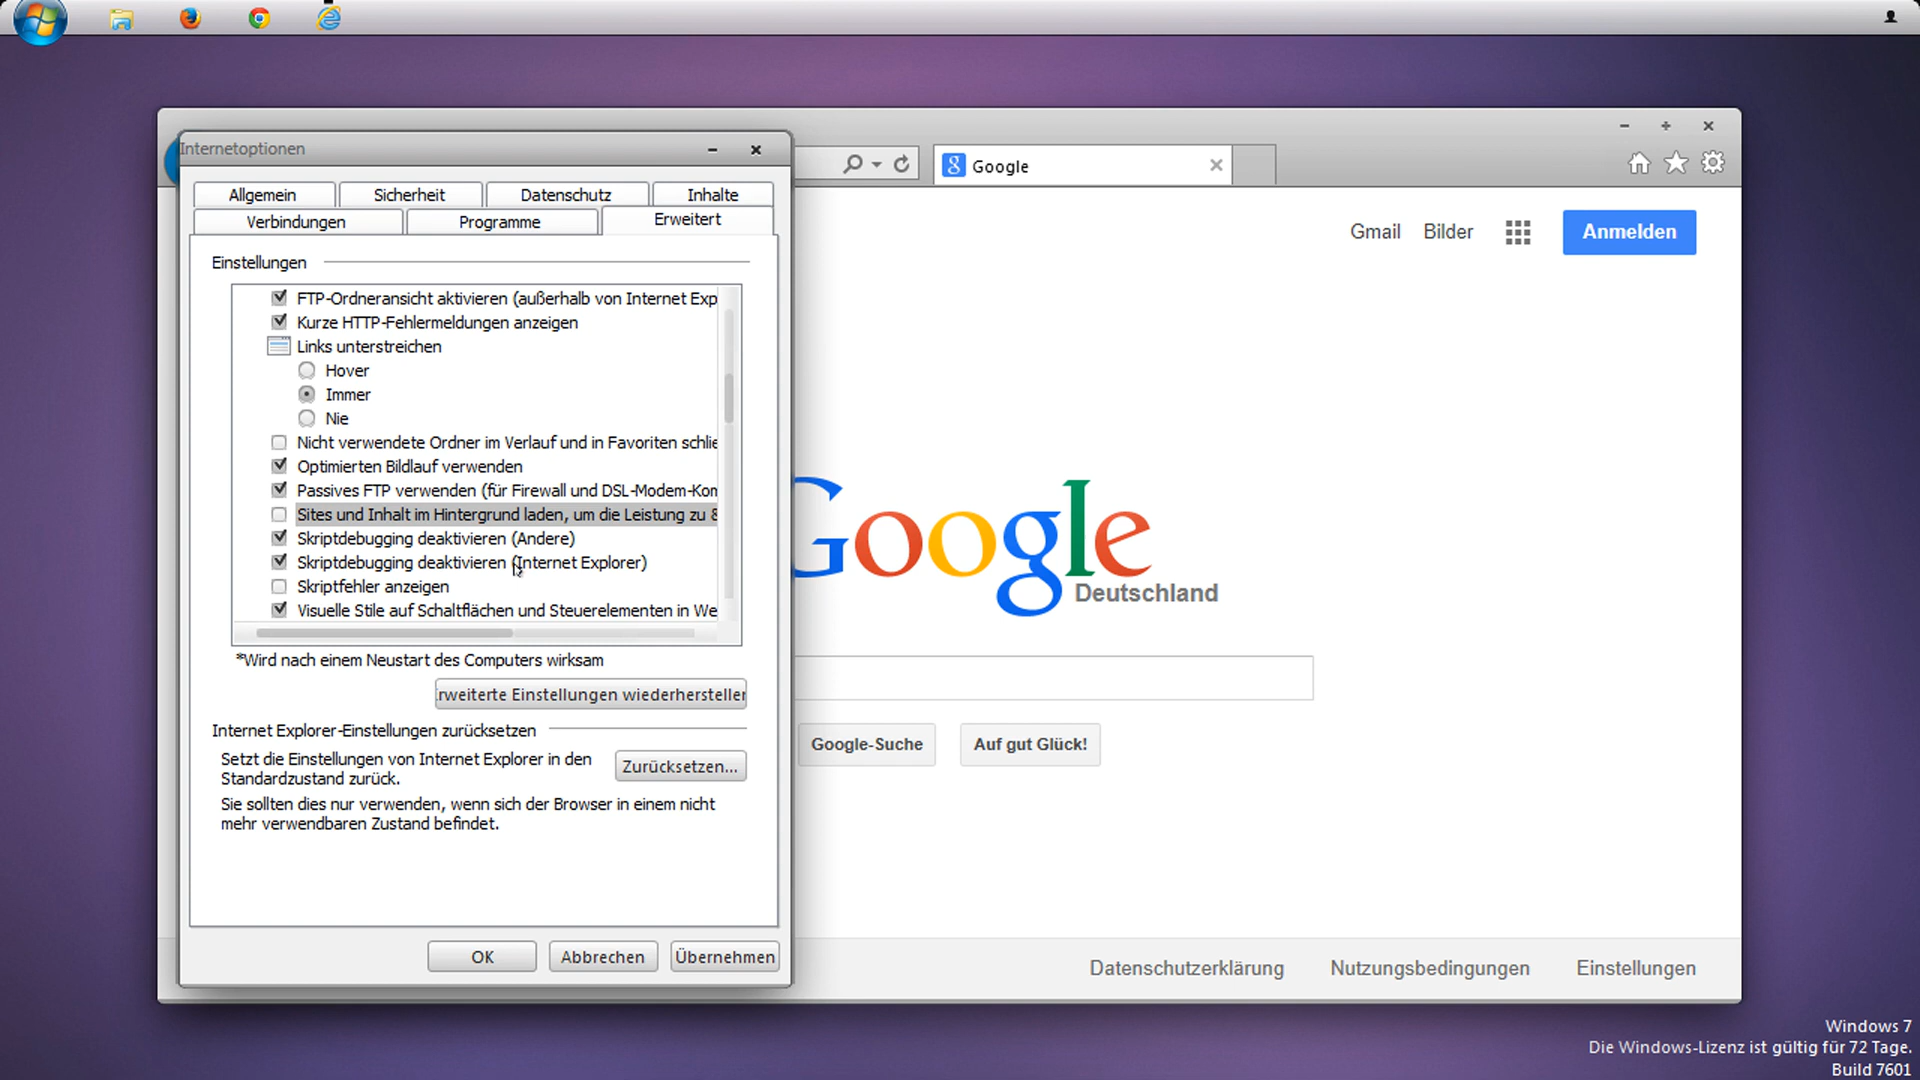 Internetoptionen
Google
Allgemein
Sicherheit
Datenschutz
Inhalte
Verbindungen
Programme
Erweitert
Gmail
Bilder
Anmelden
Einstellungen
FTP-Ordneransicht aktivieren (außerhalb von Internet Exp
Kurze HTTP-Fehlermeldungen anzeigen
Links unterstreichen
Hover
Immer
Nie
Nicht verwendete Ordner im Verlauf und in Favoriten schlie
Optimierten Bildlauf verwenden
Passives FTP verwenden (für Firewall und DSL-Modem-Kom
Sites und Inhalt im Hintergrund laden, um die Leistung zu
Skriptdebugging deaktivieren (Andere)
Skriptdebugging deaktivieren (Internet Explorer)
Skriptfehler anzeigen
Visuelle Stile auf Schaltflächen und Steuerelementen in We
*Wird nach einem Neustart des Computers wirksam
rweiterte Einstellungen wiederhersteller
Internet Explorer-Einstellungen zurücksetzen
Setzt die Einstellungen von Internet Explorer in den
Standardzustand zurück.
Zurücksetzen...
Sie sollten dies nur verwenden, wenn sich der Browser in einem nicht
mehr verwendbaren Zustand befindet.
OK
Abbrechen
Übernehmen
Google
Deutschland
Google-Suche
Auf gut Glück!
Datenschutzerklärung
Nutzungsbedingungen
Einstellungen
Windows 7
Die Windows-Lizenz ist gültig für 72 Tage.
Build 7601